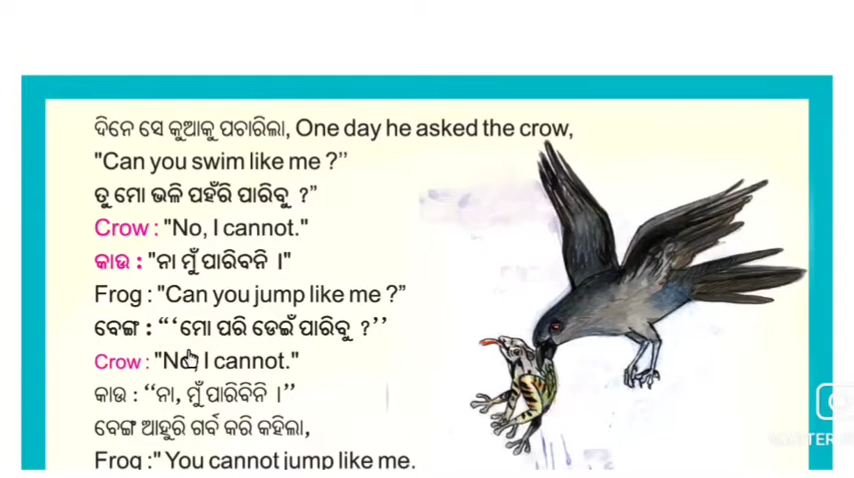 ଦିନେ ସେ କୁଆକୁ ପଚାରିଲା, One day he asked the crow,
"Can you swim like me ?’’
ତୁ ମୋ ଭଳି ପହଁରି ପାରିବୁ ?”
Crow : "No, I cannot."
କାଉ : "ନା ମୁଁ ପାରିବନି ।"
Frog : "Can you jump like me ?”
ବେଙ୍ଗ : “‘ମୋ ପରି ଡେଇଁ ପାରିବୁ ?’’
Crow : "No, I cannot."
କାଉ : ‘‘ନା, ମୁଁ ପାରିବିନି ।’’
ବେଙ୍ଗ ଆହୁରି ଗର୍ବ କରି କହିଲା,
Frog :" You cannot jump like me.